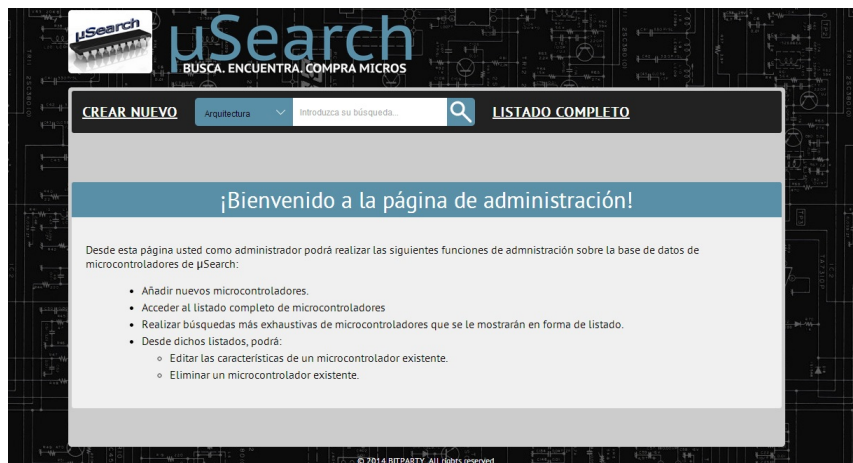 µSearch
µSearch
BUSCA. ENCUENTRA. COMPRA MICROS
CREAR NUEVO
Arquitectura
Introduzca su búsqueda...
LISTADO COMPLETO
¡Bienvenido a la página de administración!
Desde esta página usted como administrador podrá realizar las siguientes funciones de admnistración sobre la base de datos de
microcontroladores de µSearch:
Añadir nuevos microcontroladores.
Acceder al listado completo de microcontroladores
Realizar búsquedas más exhaustivas de microcontroladores que se le mostrarán en forma de listado.
Desde dichos listados, podrá:
Editar las características de un microcontrolador existente.
Eliminar un microcontrolador existente.
© 2014 BITPARTY. All rights reserved